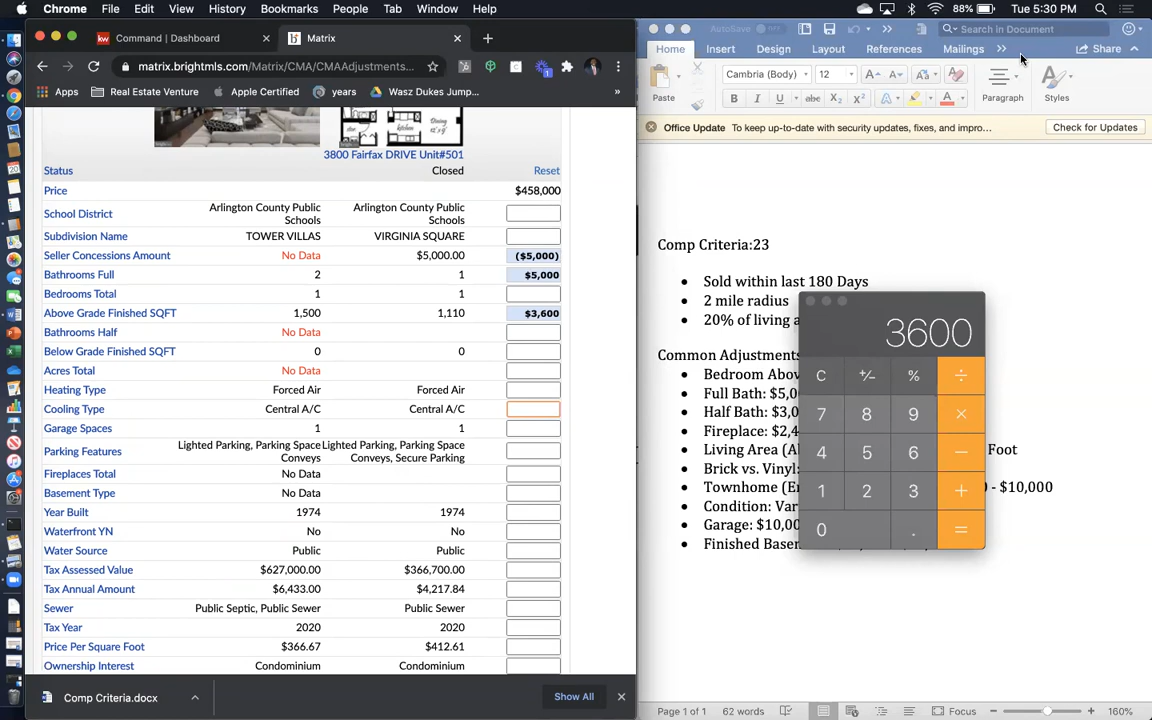 Chrome File Edit View History Bookmarks People Tab Window Help 88% Tue 5:30 PM
kw Command | Dashboard × Matrix × +
matrix.brightmls.com/Matrix/CMA/CMAAdjustments...
Apps Real Estate Venture Apple Certified years Wasz Dukes Jump... »
3800 Fairfax DRIVE Unit#501
Status Closed Reset
Price $458,000
School District Arlington County Public Schools Arlington County Public Schools
Subdivision Name TOWER VILLAS VIRGINIA SQUARE
Seller Concessions Amount No Data $5,000.00 ($5,000)
Bathrooms Full 2 1 $5,000
Bedrooms Total 1 1
Above Grade Finished SQFT 1,500 1,110 $3,600
Bathrooms Half No Data
Below Grade Finished SQFT 0 0
Acres Total No Data
Heating Type Forced Air Forced Air
Cooling Type Central A/C Central A/C
Garage Spaces 1 1
Parking Features Lighted Parking, Parking Space Conveys Lighted Parking, Parking Space Conveys, Secure Parking
Fireplaces Total No Data
Basement Type No Data
Year Built 1974 1974
Waterfront YN No No
Water Source Public Public
Tax Assessed Value $627,000.00 $366,700.00
Tax Annual Amount $6,433.00 $4,217.84
Sewer Public Septic, Public Sewer Public Sewer
Tax Year 2020 2020
Price Per Square Foot $366.67 $412.61
Ownership Interest Condominium Condominium
Comp Criteria.docx Show All ×
AutoSave OFF Search in Document
Home Insert Design Layout References Mailings » Share
Paste Cambria (Body) 12 Paragraph Styles
B I U abc X₂ X² A A
Office Update To keep up-to-date with security updates, fixes, and impro... Check for Updates
Comp Criteria:23
• Sold within last 180 Days
• 2 mile radius
• 20% of living a
Common Adjustments
• Bedroom Abov
• Full Bath: $5,0
• Half Bath: $3,0
• Fireplace: $2,4
• Living Area (A Foot
• Brick vs. Vinyl:
• Townhome (E - $10,000
• Condition: Var
• Garage: $10,00
• Finished Basem
3600
C +/− % ÷
7 8 9 ×
4 5 6 −
1 2 3 +
0 . =
Page 1 of 1 62 words Focus − + 160%